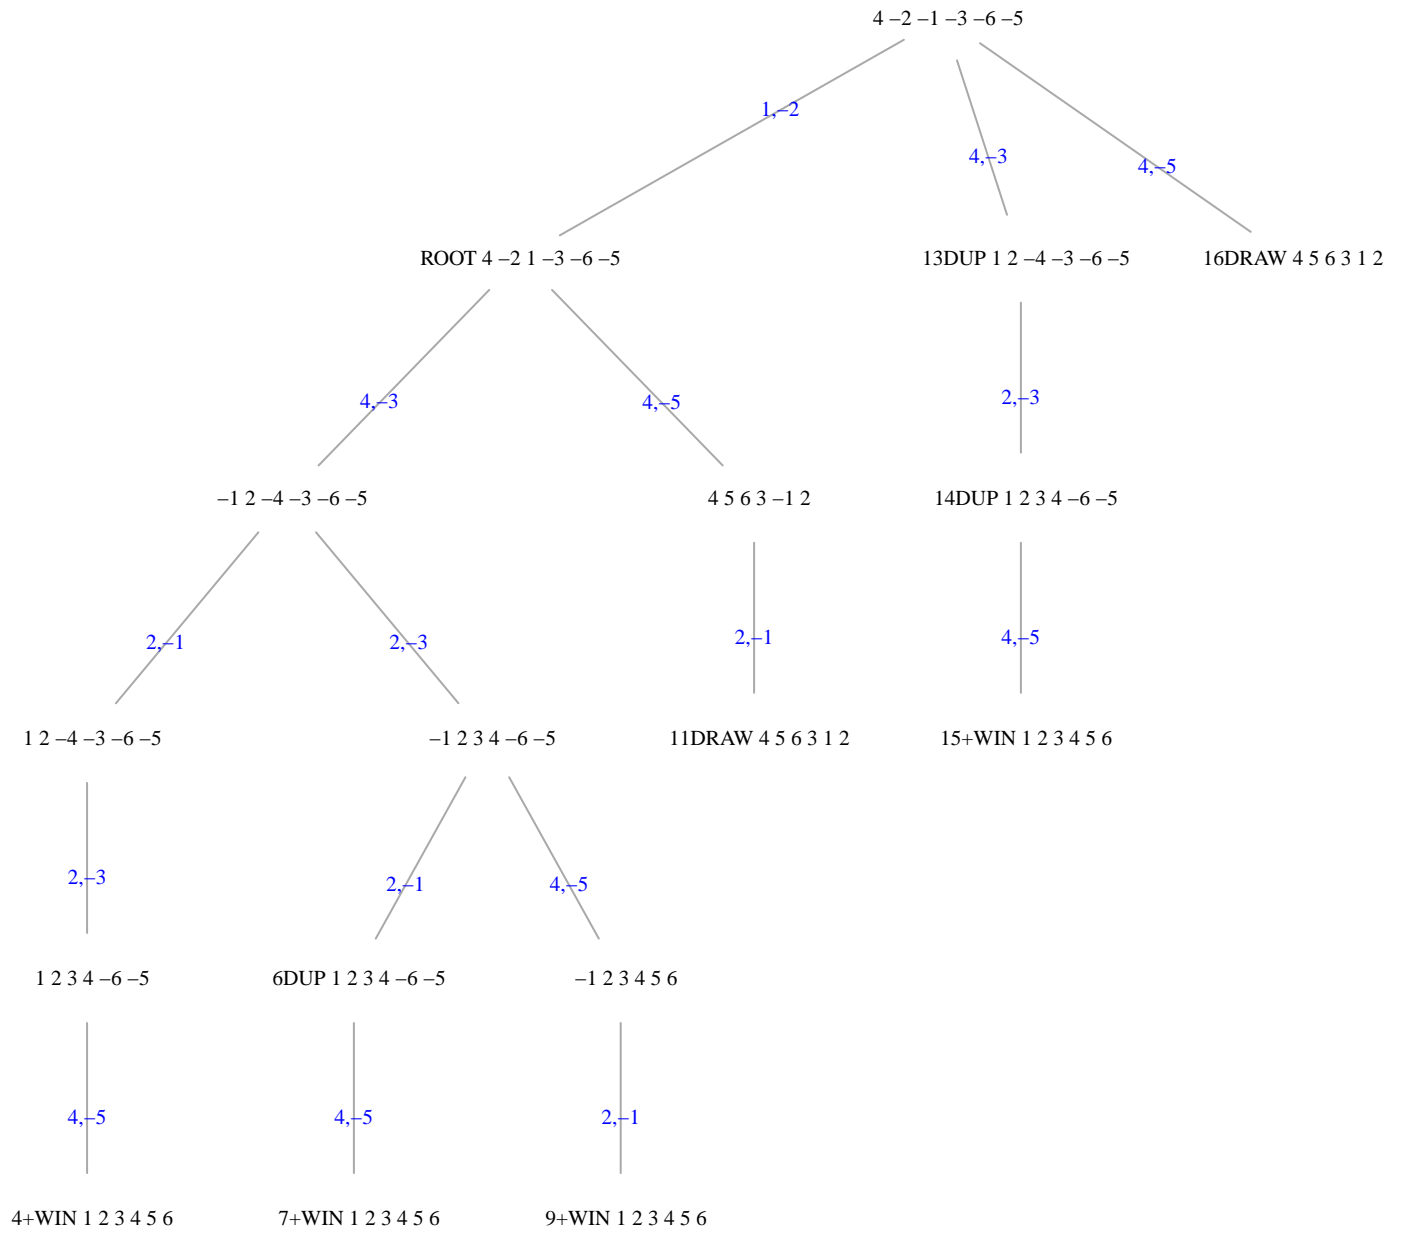 4 –2 –1 –3 –6 –5
1,–2
4,–3
4,–5
ROOT 4 –2 1 –3 –6 –5
13DUP 1 2 –4 –3 –6 –5
16DRAW 4 5 6 3 1 2
4,–3
4,–5
2,–3
–1 2 –4 –3 –6 –5
4 5 6 3 –1 2
14DUP 1 2 3 4 –6 –5
2,–1
2,–3
2,–1
4,–5
1 2 –4 –3 –6 –5
–1 2 3 4 –6 –5
11DRAW 4 5 6 3 1 2
15+WIN 1 2 3 4 5 6
2,–3
2,–1
4,–5
1 2 3 4 –6 –5
6DUP 1 2 3 4 –6 –5
–1 2 3 4 5 6
4,–5
4,–5
2,–1
4+WIN 1 2 3 4 5 6
7+WIN 1 2 3 4 5 6
9+WIN 1 2 3 4 5 6